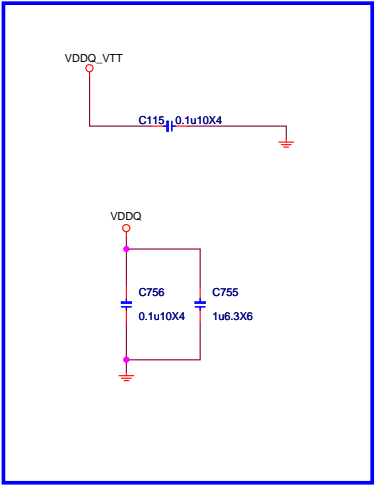 VDDQ_VTT
C115 0.1u10X4
VDDQ
C756 C755
0.1u10X4 1u6.3X6